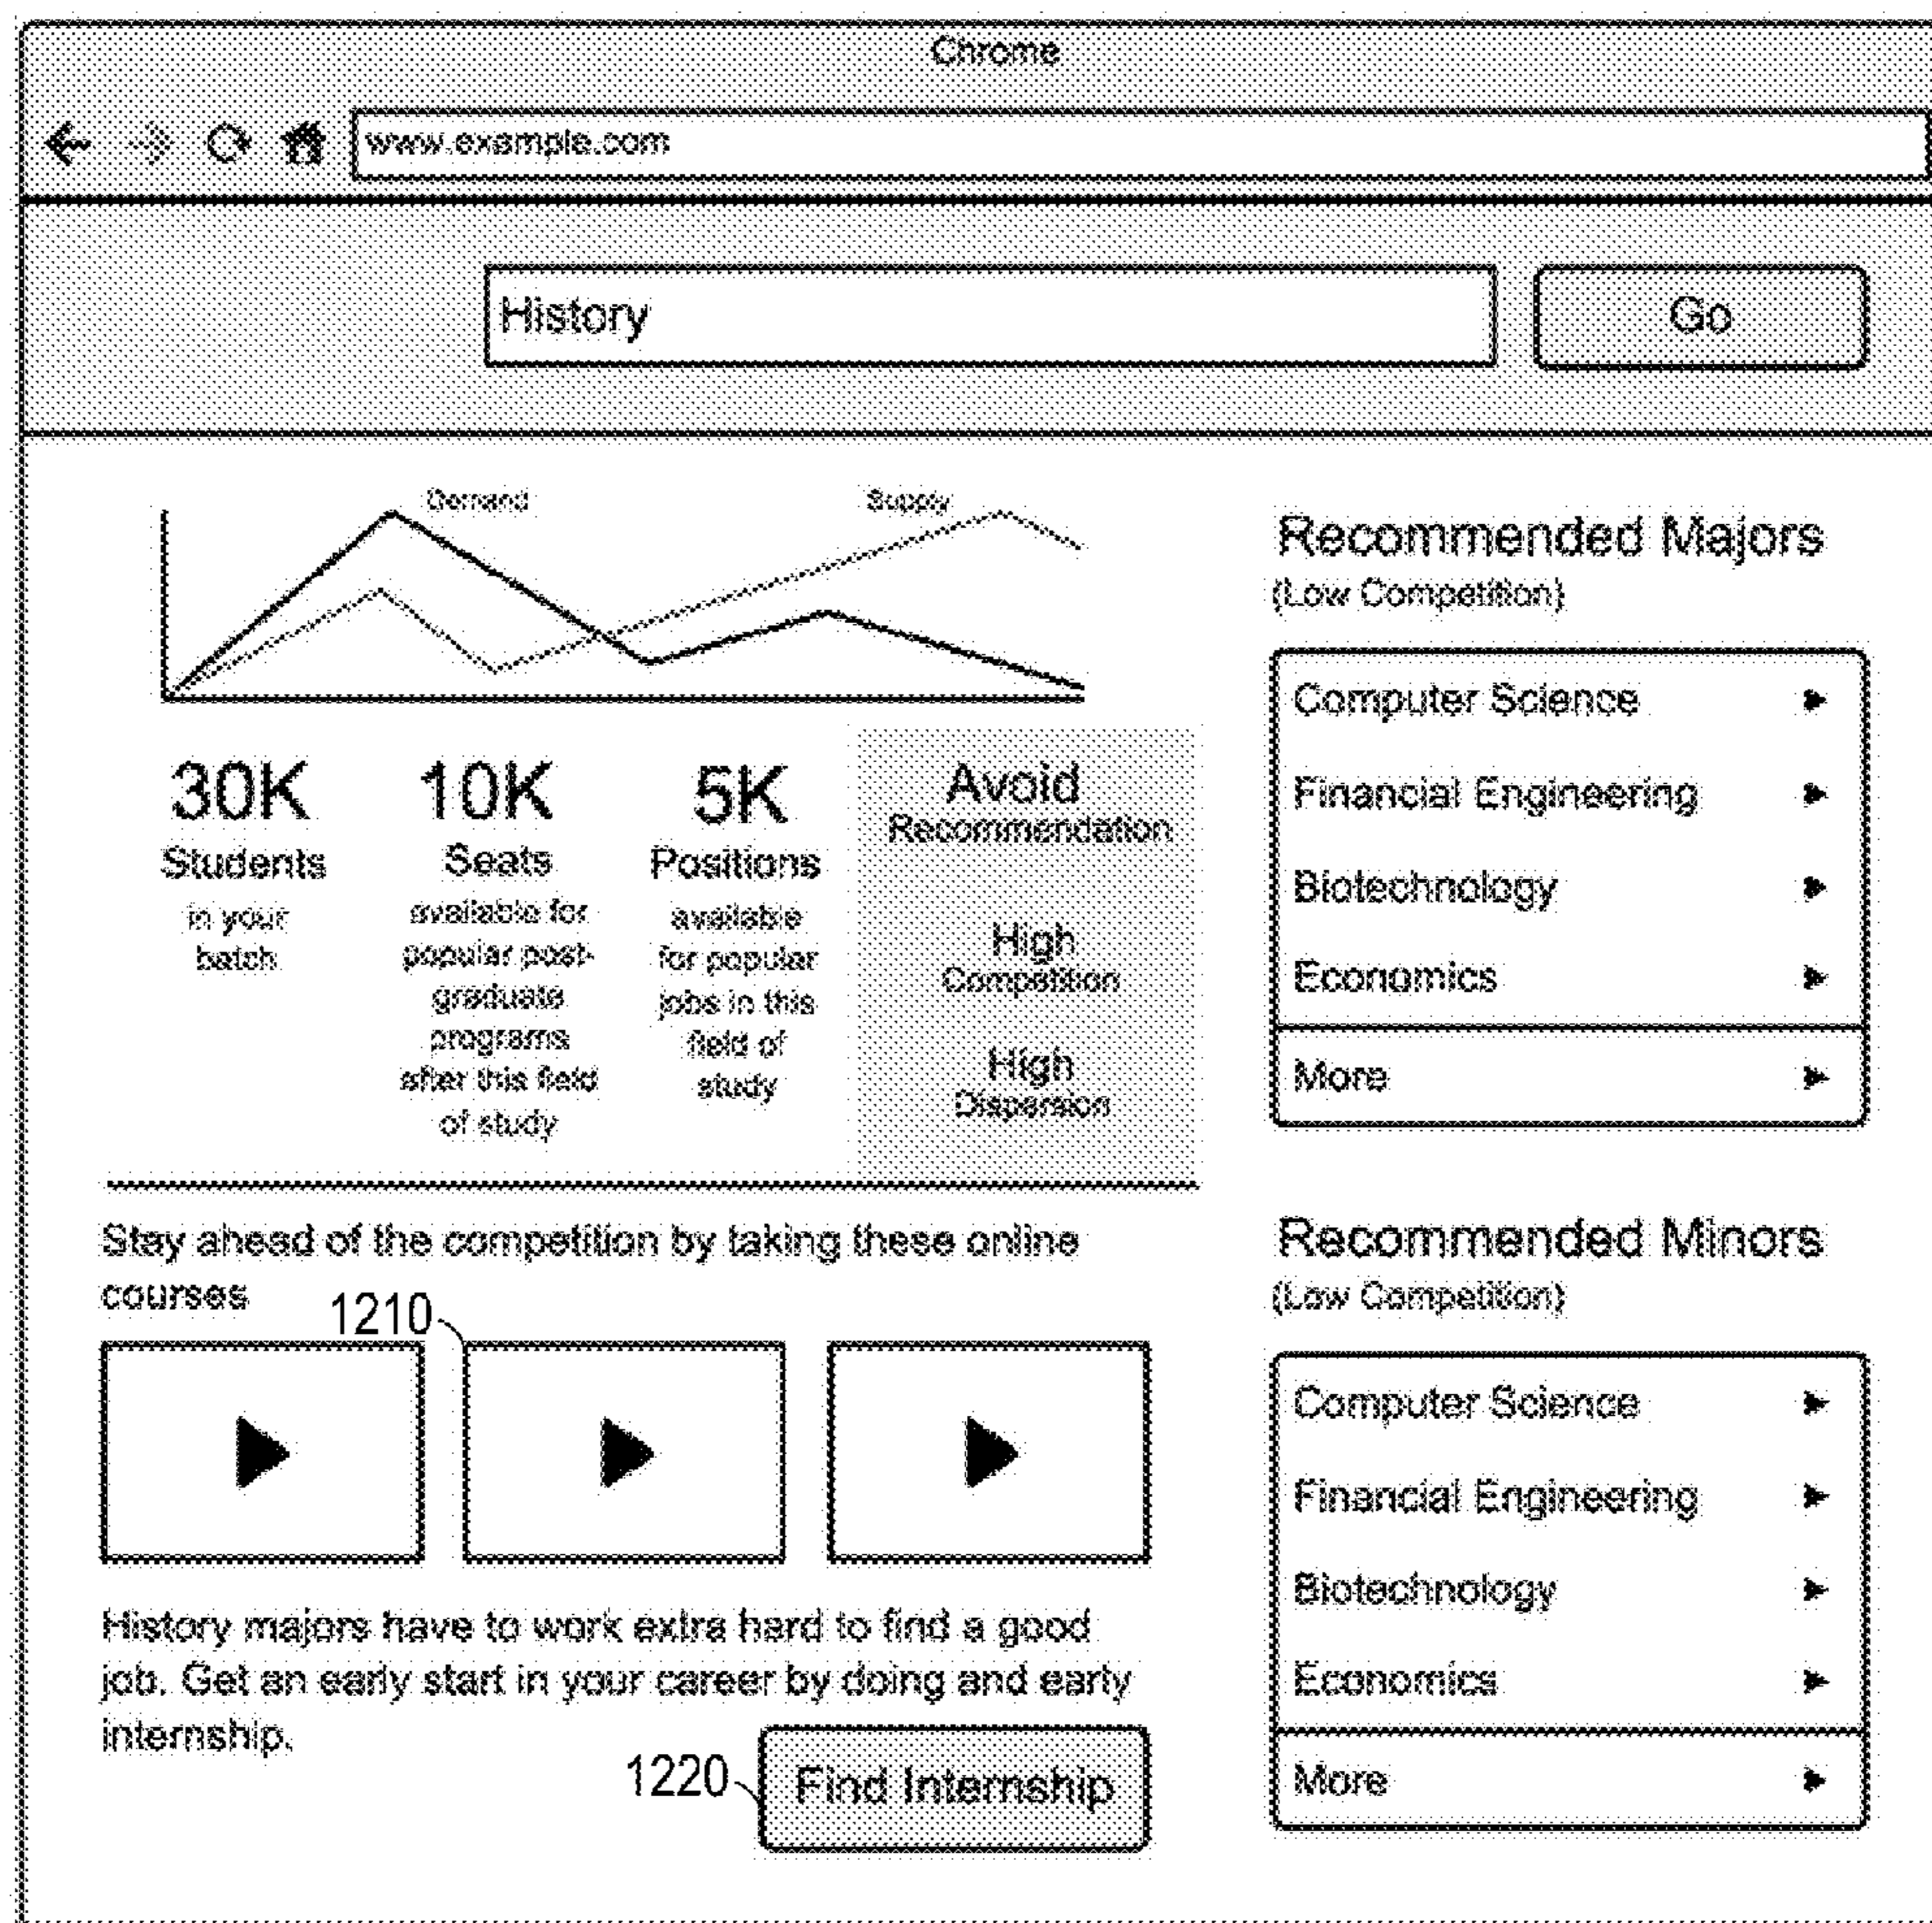 Chrome
www.example.com
History
Go
Demand
Supply
30K
Students
in your
batch
10K
Seats
available for
popular post-
graduate
programs
after this field
of study
5K
Positions
available
for popular
jobs in this
field of
study
Avoid
Recommendation
High
Competition
High
Dispersion
Stay ahead of the competition by taking these online
courses
1210
History majors have to work extra hard to find a good
job. Get an early start in your career by doing and early
internship.
1220
Find Internship
Recommended Majors
(Low Competition)
Computer Science
Financial Engineering
Biotechnology
Economics
More
Recommended Minors
(Low Competition)
Computer Science
Financial Engineering
Biotechnology
Economics
More